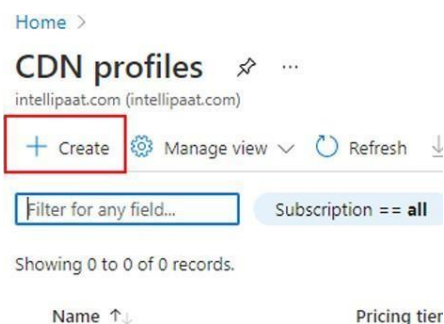 Home >
CDN profiles ...
intellipaat.com (intellipaat.com)
+ Create Manage view Refresh
Filter for any field... Subscription == all
Showing 0 to 0 of 0 records.
Name ↑↓ Pricing tier